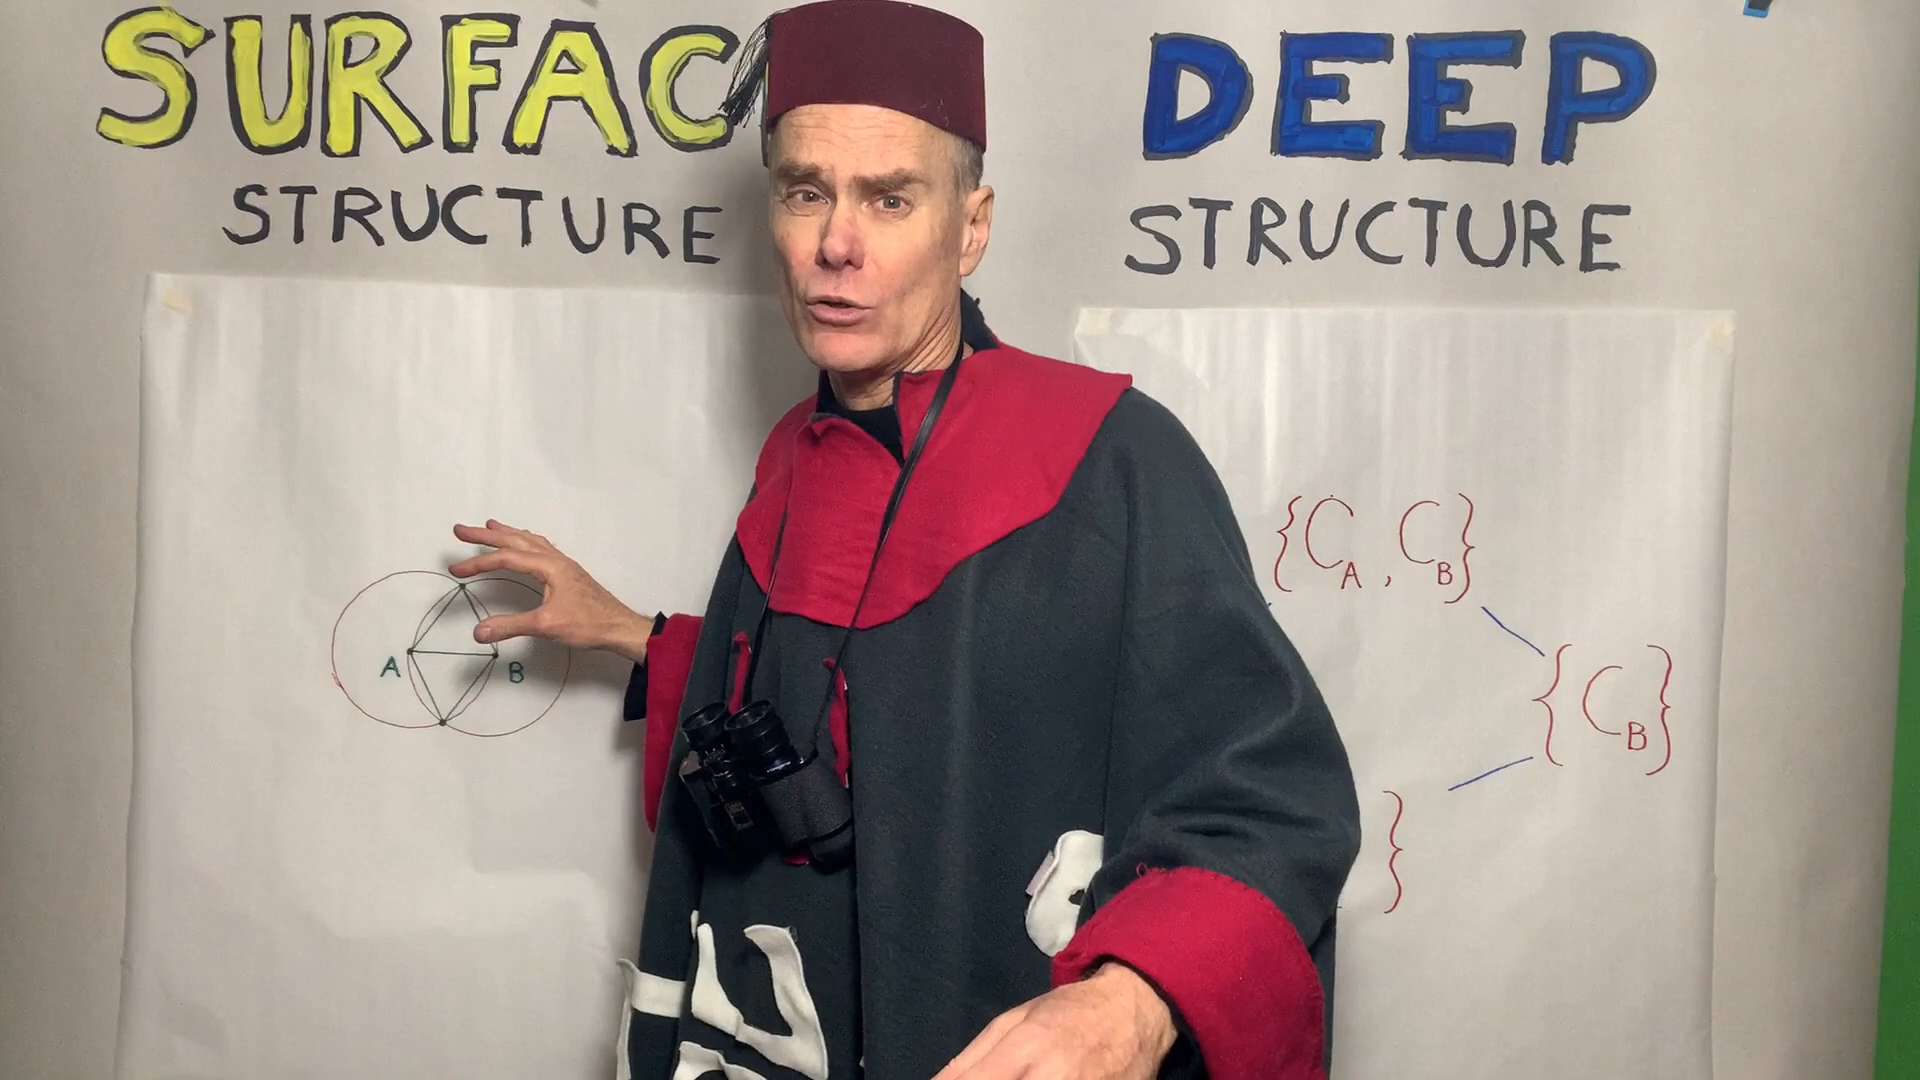 SURFAC
STRUCTURE
DEEP
STRUCTURE
A B
{C_A, C_B}
{C_B}
}